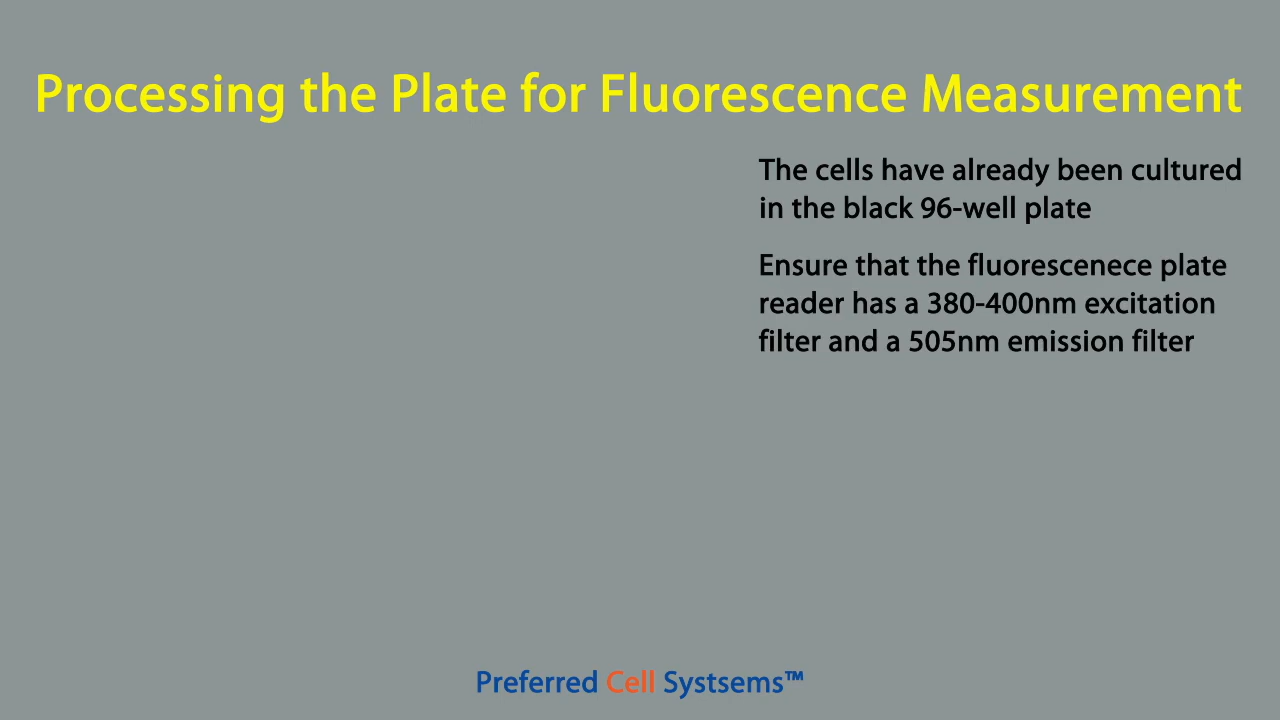 Processing the Plate for Fluorescence Measurement
The cells have already been cultured
in the black 96-well plate
Ensure that the fluorescenece plate
reader has a 380-400nm excitation
filter and a 505nm emission filter
Preferred Cell Systsems™